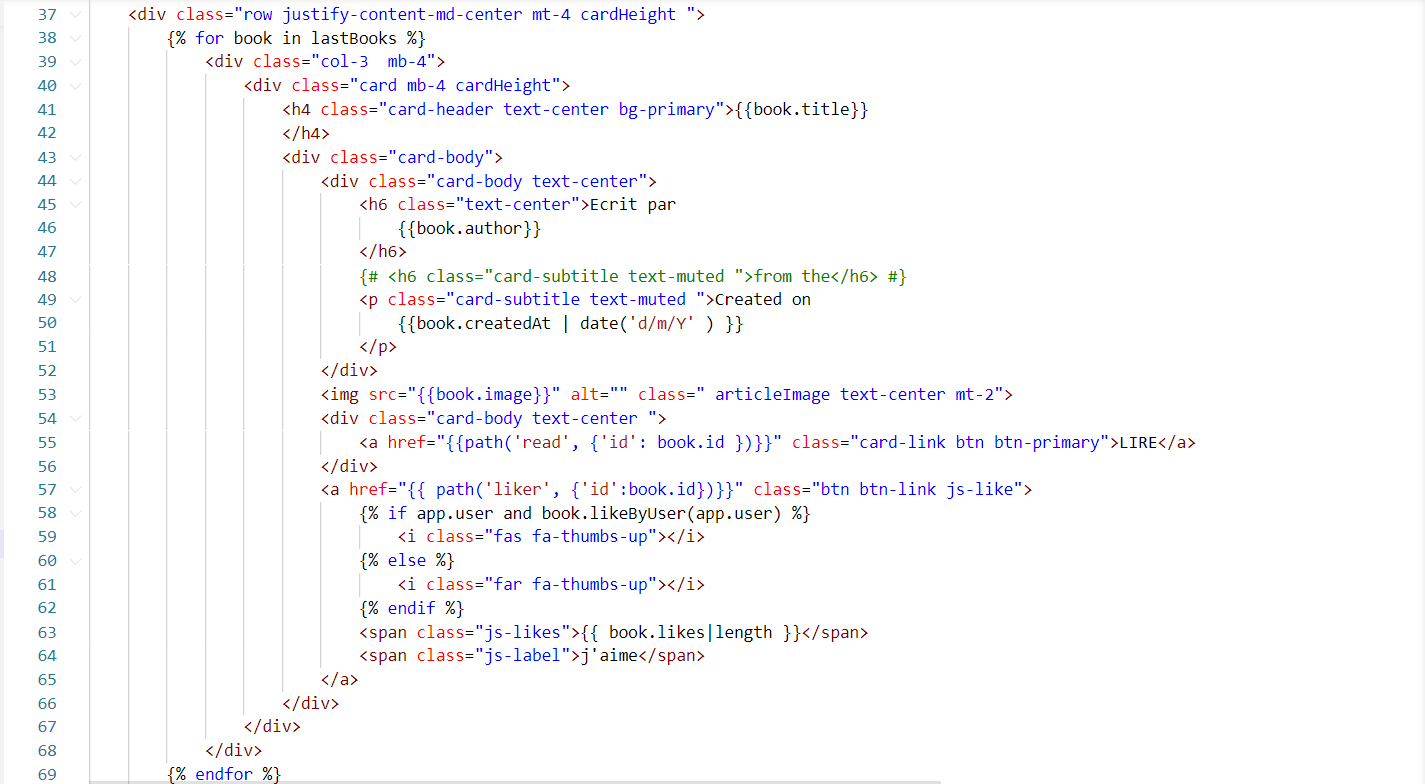 37 <div class="row justify-content-md-center mt-4 cardHeight ">
38 {% for book in lastBooks %}
39 <div class="col-3  mb-4">
40 <div class="card mb-4 cardHeight">
41 <h4 class="card-header text-center bg-primary">{{book.title}}
42 </h4>
43 <div class="card-body">
44 <div class="card-body text-center">
45 <h6 class="text-center">Ecrit par
46 {{book.author}}
47 </h6>
48 {# <h6 class="card-subtitle text-muted ">from the</h6> #}
49 <p class="card-subtitle text-muted ">Created on
50 {{book.createdAt | date('d/m/Y' ) }}
51 </p>
52 </div>
53 <img src="{{book.image}}" alt="" class=" articleImage text-center mt-2">
54 <div class="card-body text-center ">
55 <a href="{{path('read', {'id': book.id })}}" class="card-link btn btn-primary">LIRE</a>
56 </div>
57 <a href="{{ path('liker', {'id':book.id})}}" class="btn btn-link js-like">
58 {% if app.user and book.likeByUser(app.user) %}
59 <i class="fas fa-thumbs-up"></i>
60 {% else %}
61 <i class="far fa-thumbs-up"></i>
62 {% endif %}
63 <span class="js-likes">{{ book.likes|length }}</span>
64 <span class="js-label">j'aime</span>
65 </a>
66 </div>
67 </div>
68 </div>
69 {% endfor %}